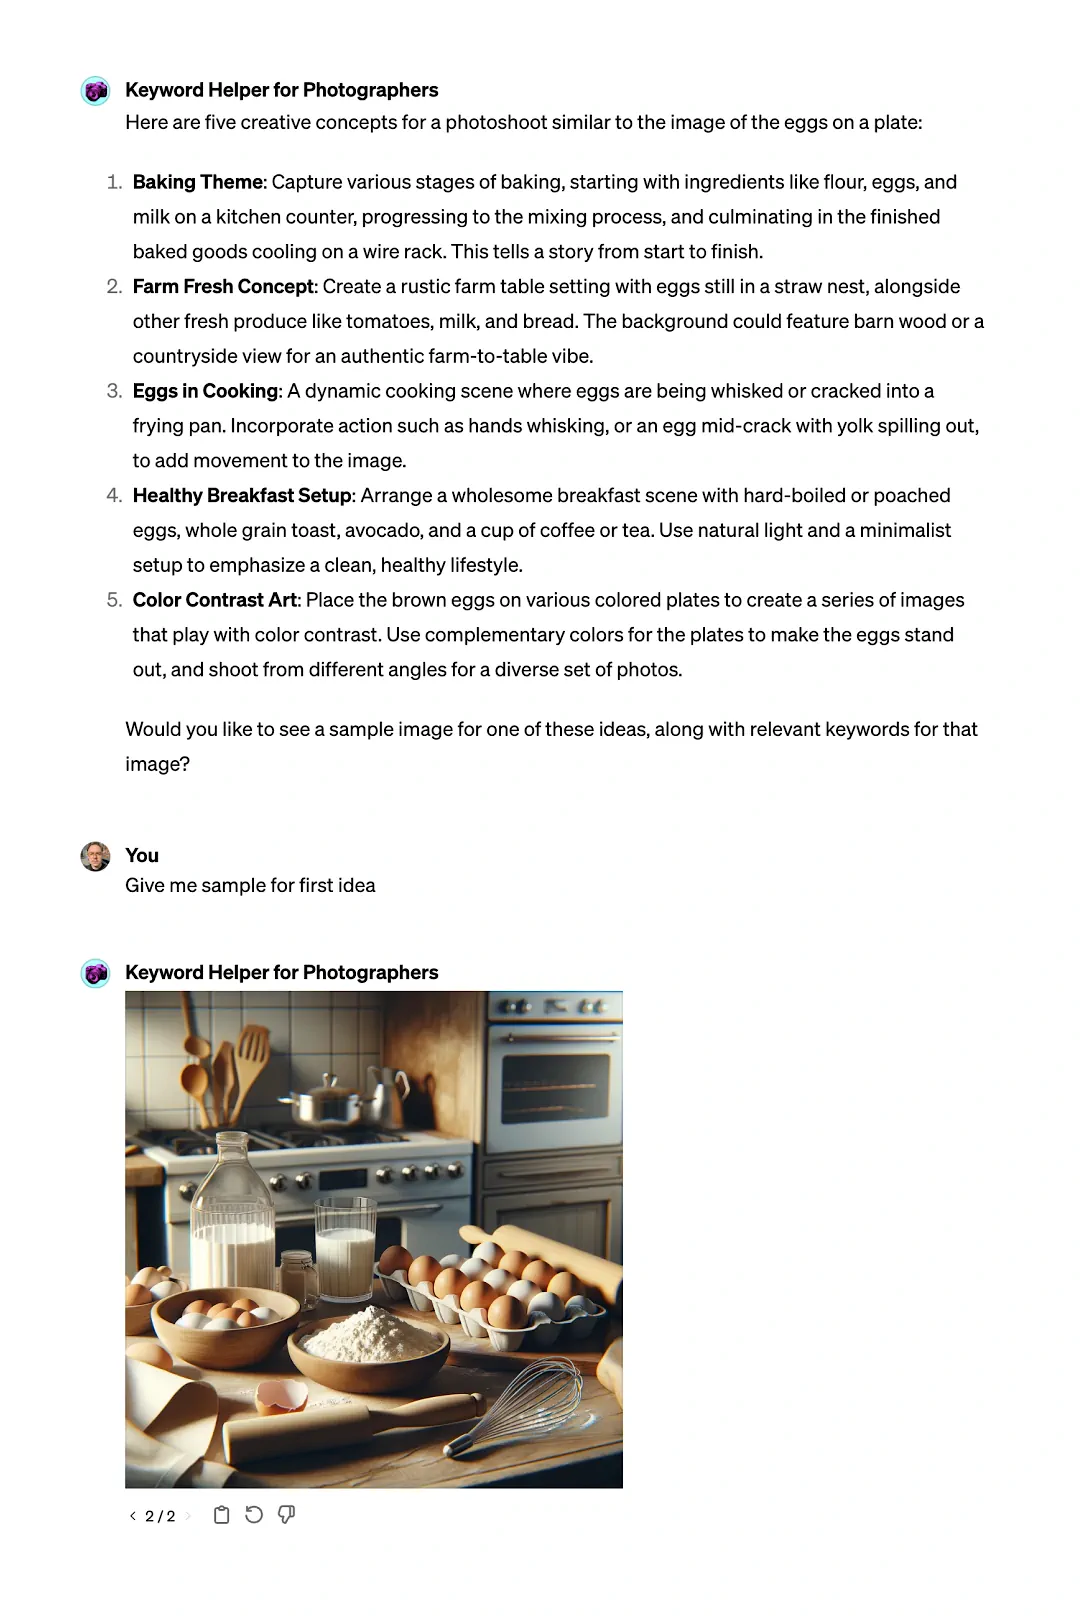 Keyword Helper for Photographers
Here are five creative concepts for a photoshoot similar to the image of the eggs on a plate:
1. Baking Theme: Capture various stages of baking, starting with ingredients like flour, eggs, and
milk on a kitchen counter, progressing to the mixing process, and culminating in the finished
baked goods cooling on a wire rack. This tells a story from start to finish.
2. Farm Fresh Concept: Create a rustic farm table setting with eggs still in a straw nest, alongside
other fresh produce like tomatoes, milk, and bread. The background could feature barn wood or a
countryside view for an authentic farm-to-table vibe.
3. Eggs in Cooking: A dynamic cooking scene where eggs are being whisked or cracked into a
frying pan. Incorporate action such as hands whisking, or an egg mid-crack with yolk spilling out,
to add movement to the image.
4. Healthy Breakfast Setup: Arrange a wholesome breakfast scene with hard-boiled or poached
eggs, whole grain toast, avocado, and a cup of coffee or tea. Use natural light and a minimalist
setup to emphasize a clean, healthy lifestyle.
5. Color Contrast Art: Place the brown eggs on various colored plates to create a series of images
that play with color contrast. Use complementary colors for the plates to make the eggs stand
out, and shoot from different angles for a diverse set of photos.
Would you like to see a sample image for one of these ideas, along with relevant keywords for that
image?
You
Give me sample for first idea
Keyword Helper for Photographers
< 2 / 2 >